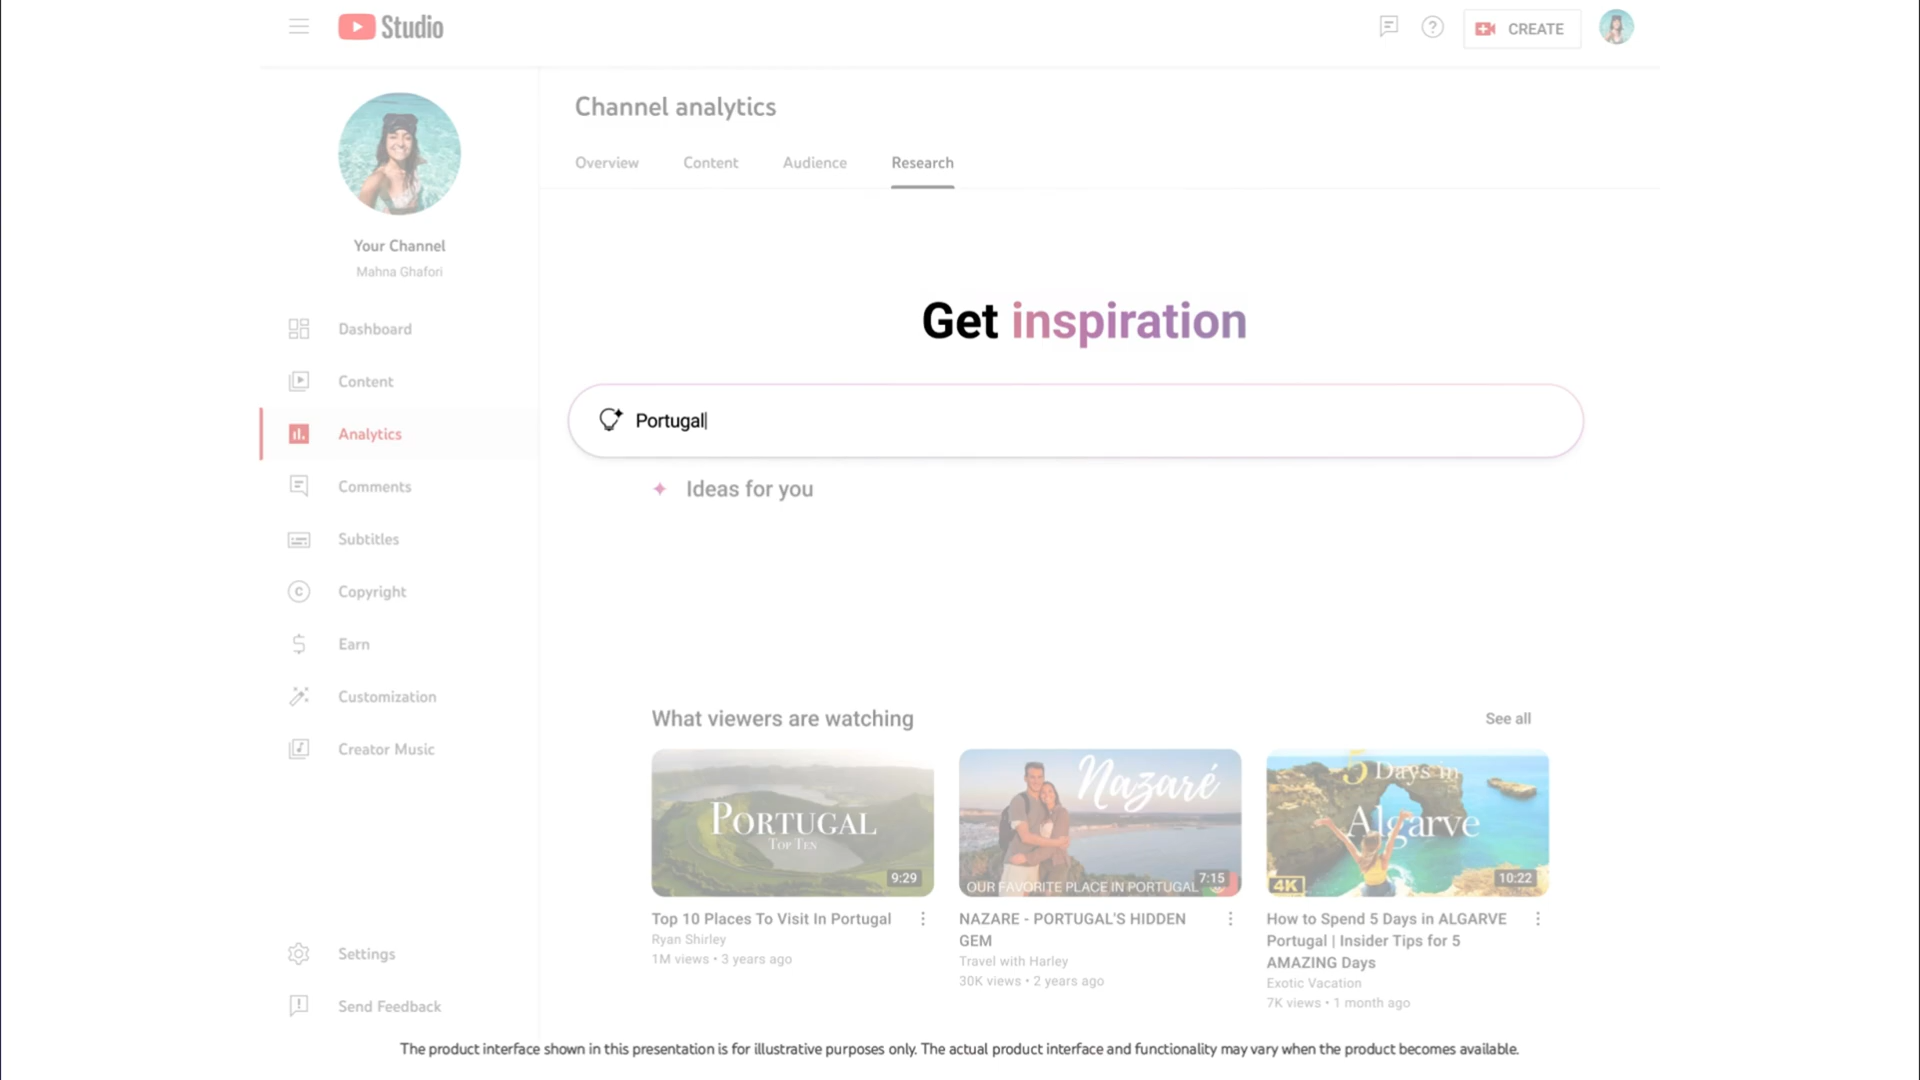 Studio
CREATE
Channel analytics
Overview Content Audience Research
Your Channel
Mahna Ghafori
Dashboard
Content
Analytics
Comments
Subtitles
Copyright
Earn
Customization
Creator Music
Settings
Send Feedback
Get inspiration
Portugal
Ideas for you
What viewers are watching See all
PORTUGAL
TOP TEN
9:29
Top 10 Places To Visit In Portugal
Ryan Shirley
1M views • 3 years ago
Nazaré
OUR FAVORITE PLACE IN PORTUGAL
7:15
NAZARE - PORTUGAL'S HIDDEN
GEM
Travel with Harley
30K views • 2 years ago
5 Days in
Algarve
4K
10:22
How to Spend 5 Days in ALGARVE
Portugal | Insider Tips for 5
AMAZING Days
Exotic Vacation
7K views • 1 month ago
The product interface shown in this presentation is for illustrative purposes only. The actual product interface and functionality may vary when the product becomes available.